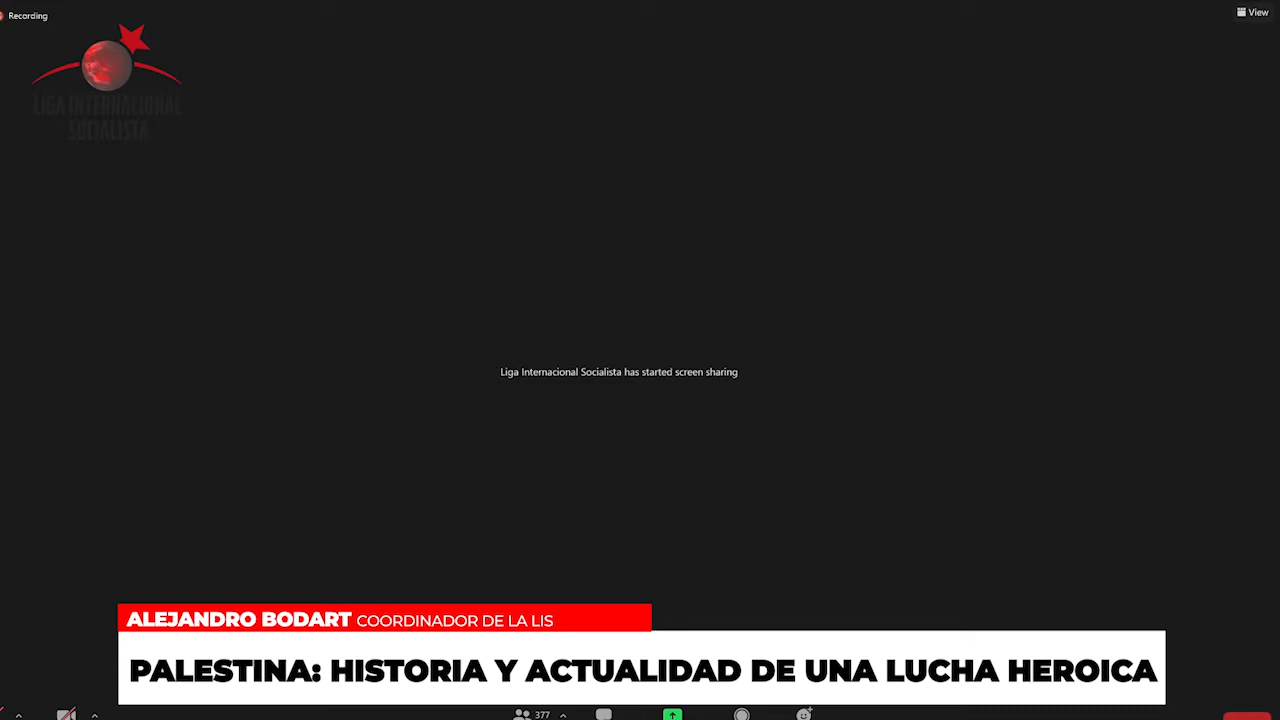 Recording
View
LIGA INTERNACIONAL
SOCIALISTA
Liga Internacional Socialista has started screen sharing
ALEJANDRO BODART COORDINADOR DE LA LIS
PALESTINA: HISTORIA Y ACTUALIDAD DE UNA LUCHA HEROICA
377